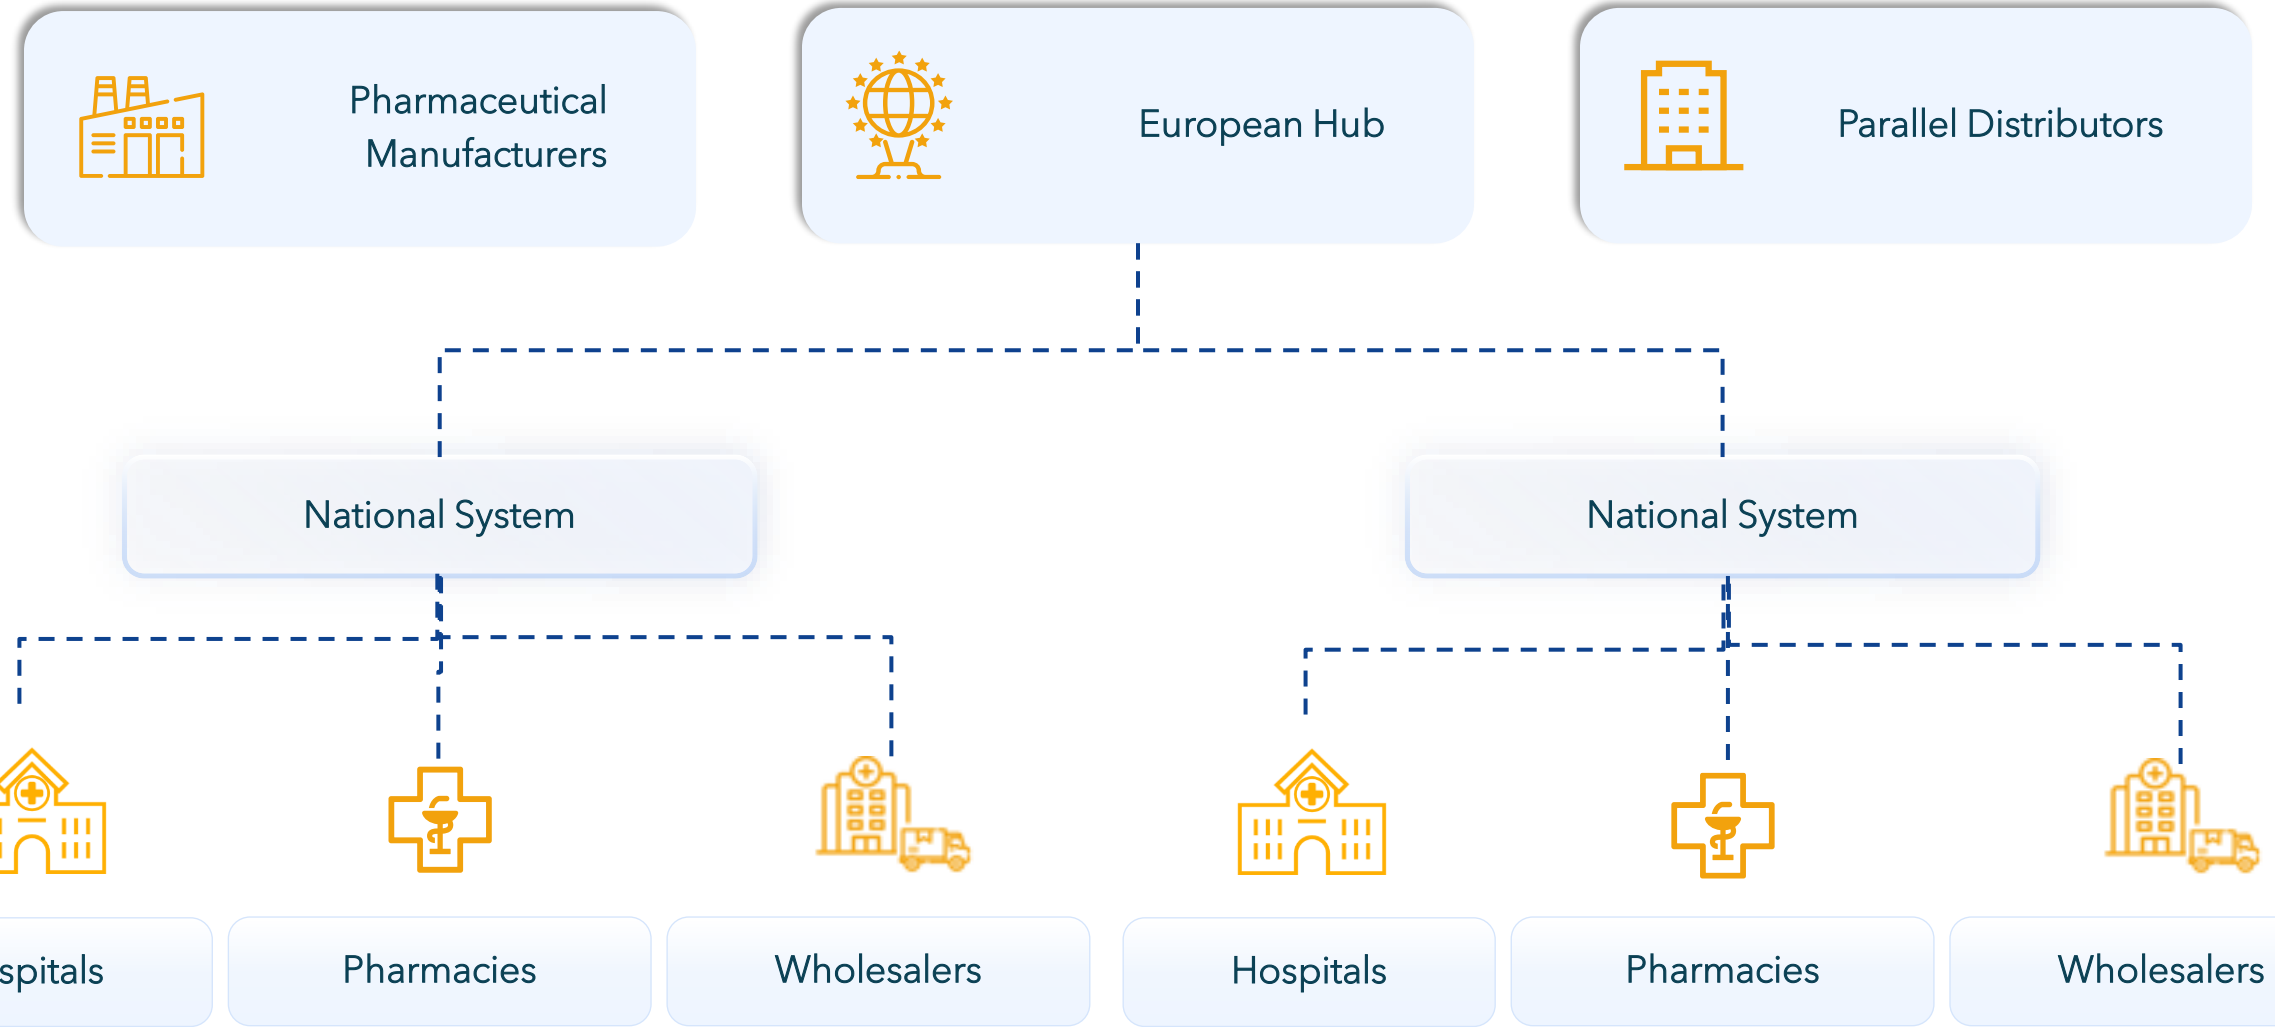 Pharmaceutical
Manufacturers
European Hub
Parallel Distributors
National System
National System
spitals
Pharmacies
Wholesalers
Hospitals
Pharmacies
Wholesalers